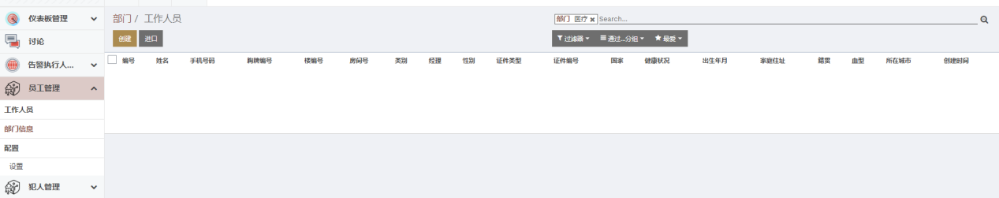 仪表板管理
讨论
告警执行人...
员工管理
工作人员
部门信息
配置
设置
犯人管理
部门 / 工作人员
部门 医疗 × Search...
创建 进口
过滤器 通过...分组 最爱
编号 姓名 手机号码 胸牌编号 楼编号 房间号 类别 经理 性别 证件类型 证件编号 国家 健康状况 出生年月 家庭住址 籍贯 血型 所在城市 创建时间